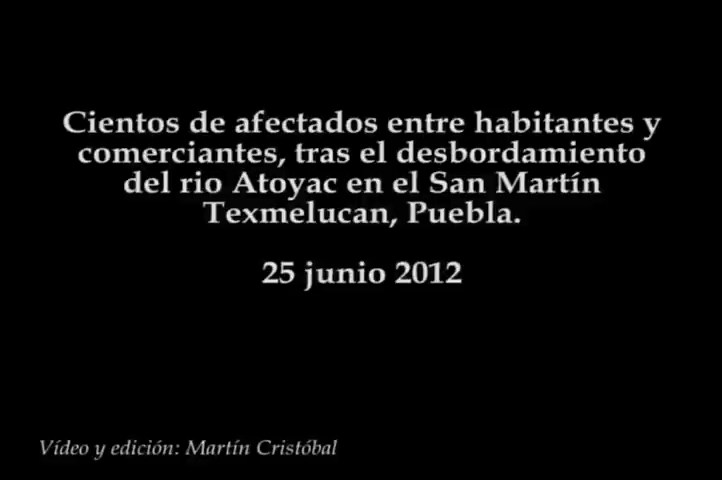 Cientos de afectados entre habitantes y
comerciantes, tras el desbordamiento
del rio Atoyac en el San Martín
Texmelucan, Puebla.
25 junio 2012
Vídeo y edición: Martín Cristóbal